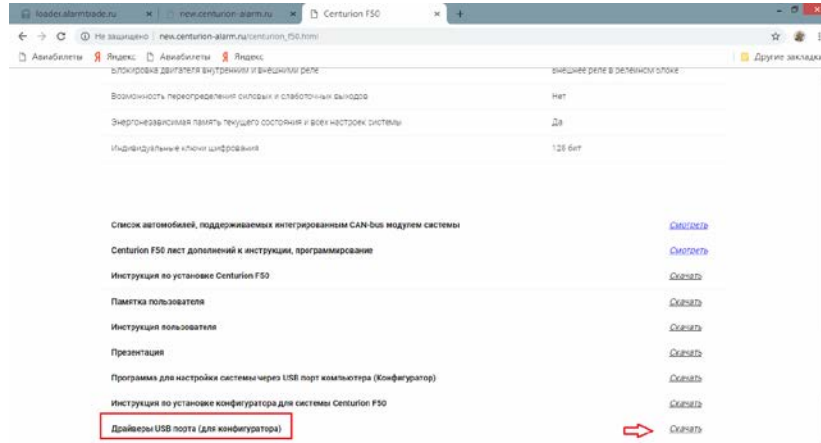 loader.alarmtrade.ru
new.centurion-alarm.ru
Centurion F50
Не защищено | new.centurion-alarm.ru/centurion_f50.html
Авиабилеты Яндекс Авиабилеты Яндекс Другие закладки
Блокировка двигателя внутренним и внешними реле Внешнее реле в релейном блоке
Возможность переопределения силовых и слаботочных выходов Нет
Энергонезависимая память текущего состояния и всех настроек системы Да
Индивидуальные ключи шифрования 128 бит
Список автомобилей, поддерживаемых интегрированным CAN-bus модулем системы Смотреть
Centurion F50 лист дополнений к инструкции, программирование Смотреть
Инструкция по установке Centurion F50 Скачать
Памятка пользователя Скачать
Инструкция пользователя Скачать
Презентация Скачать
Программа для настройки системы через USB порт компьютера (Конфигуратор) Скачать
Инструкция по установке конфигуратора для системы Centurion F50 Скачать
Драйверы USB порта (для конфигуратора) Скачать